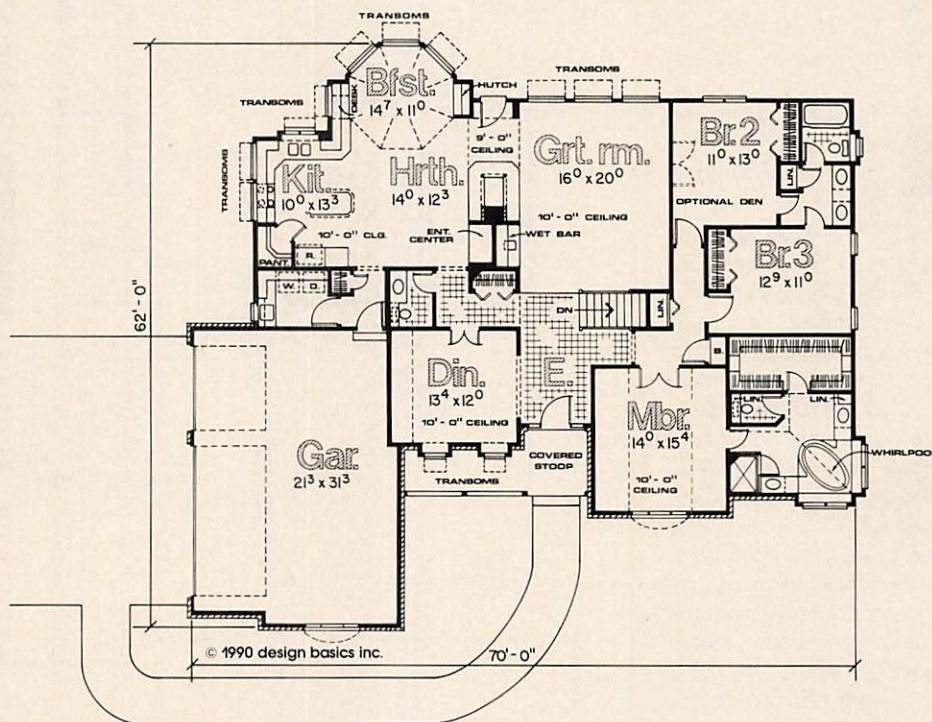 TRANSOMS
Bfst.
14⁷ x 11⁰
DESK
HUTCH
TRANSOMS
TRANSOMS
TRANSOMS
Kit.
10⁰ x 13³
Hrth.
14⁰ x 12³
9'-0"
CEILING
Grt. rm.
16⁰ x 20⁰
10'-0" CEILING
Br. 2
11⁰ x 13⁰
LIN.
OPTIONAL DEN
10'-0" CLG.
ENT.
CENTER
WET BAR
PANT.
R.
Br. 3
12⁹ x 11⁰
W. D.
DN
LIN.
62'-0"
Din.
13⁴ x 12⁰
10'-0" CEILING
E.
B.
Mbr.
14⁰ x 15⁴
10'-0"
CEILING
LIN.
LIN.
WHIRLPOOL
Gar.
21³ x 31³
TRANSOMS
COVERED
STOOP
© 1990 design basics inc.
70'-0"